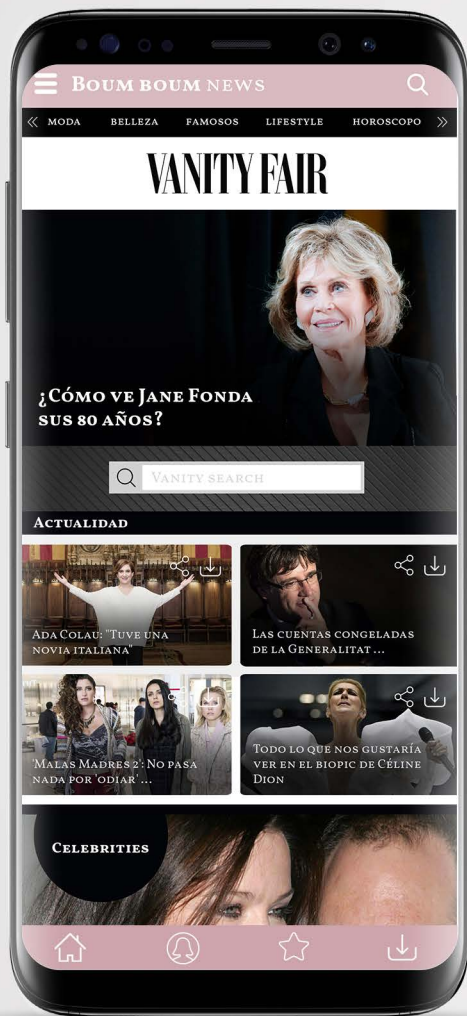 Boum boum news
MODA BELLEZA FAMOSOS LIFESTYLE HOROSCOPO
VANITY FAIR
¿Cómo ve Jane Fonda
sus 80 años?
Vanity search
Actualidad
Ada Colau: "Tuve una
novia italiana"
Las cuentas congeladas
de la Generalitat ...
'Malas Madres 2': No pasa
nada por 'odiar' ...
Todo lo que nos gustaría
ver en el biopic de Céline
Dion
Celebrities